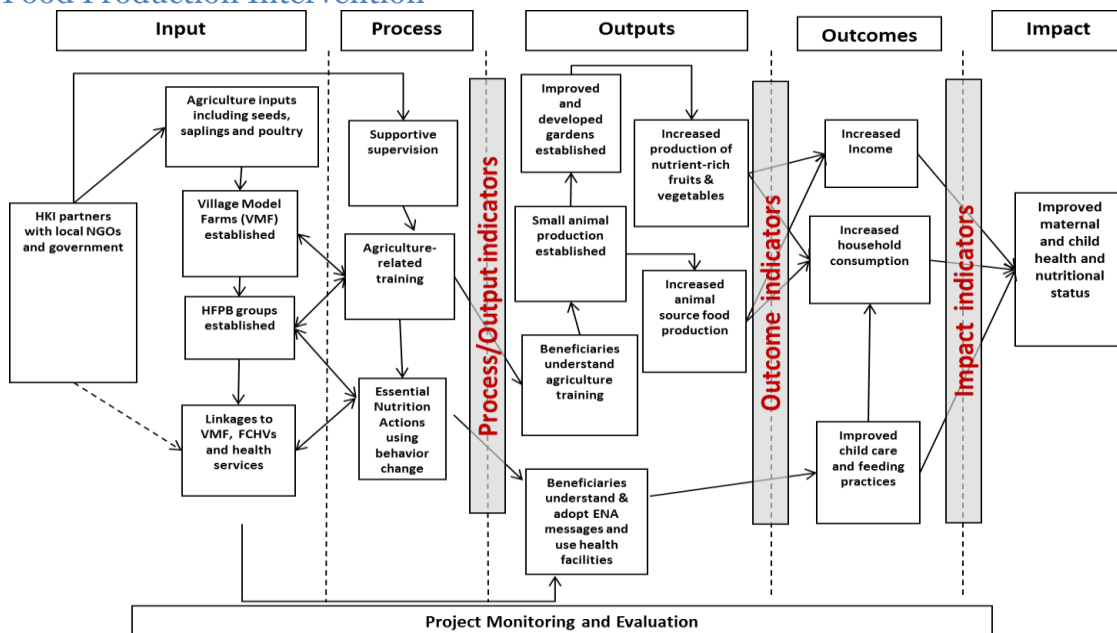 Food Production Intervention
Input
Process
Outputs
Outcomes
Impact
HKI partners
with local NGOs
and government
Agriculture inputs
including seeds,
saplings and poultry
Village Model
Farms (VMF)
established
HFPB groups
established
Linkages to
VMF, FCHVs
and health
services
Supportive
supervision
Agriculture-
related
training
Essential
Nutrition
Actions
using
behavior
change
Process/Output indicators
Improved
and
developed
gardens
established
Small animal
production
established
Beneficiaries
understand
agriculture
training
Beneficiaries
understand &
adopt ENA
messages and
use health
facilities
Increased
production of
nutrient-rich
fruits &
vegetables
Increased
animal
source food
production
Outcome indicators
Increased
Income
Increased
household
consumption
Improved
child care
and feeding
practices
Impact indicators
Improved
maternal
and child
health and
nutritional
status
Project Monitoring and Evaluation